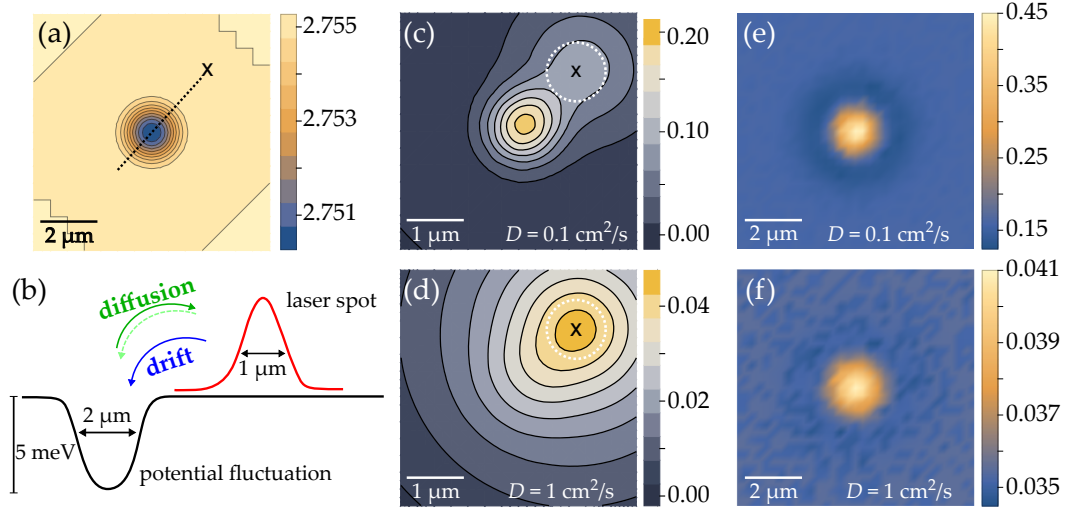 (a)
x
2 μm
2.755
2.753
2.751
(b)
diffusion
drift
laser spot
1 μm
2 μm
5 meV
potential fluctuation
(c)
x
1 μm
D = 0.1 cm²/s
0.20
0.10
0.00
(d)
x
1 μm
D = 1 cm²/s
0.04
0.02
0.00
(e)
2 μm
D = 0.1 cm²/s
0.45
0.35
0.25
0.15
(f)
2 μm
D = 1 cm²/s
0.041
0.039
0.037
0.035